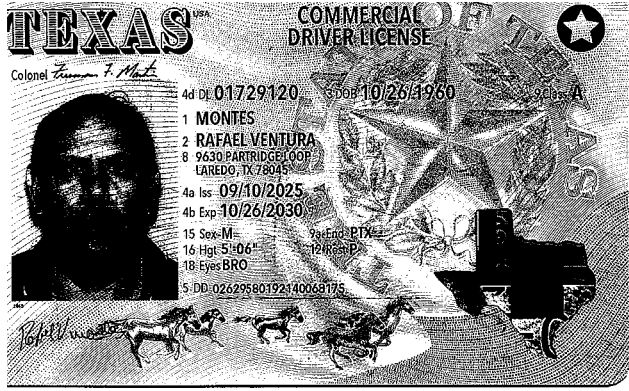 TEXAS USA
COMMERCIAL
DRIVER LICENSE
Colonel
4d DL 01729120 3 DOB 10/26/1960 9 Class A
1 MONTES
2 RAFAEL VENTURA
8 9630 PARTRIDGE LOOP
LAREDO, TX 78045
4a Iss 09/10/2025
4b Exp 10/26/2030
15 Sex M 9a End PTX
16 Hgt 5'-06" 12 Rest P
18 Eyes BRO
5 DD 02629580192140068175